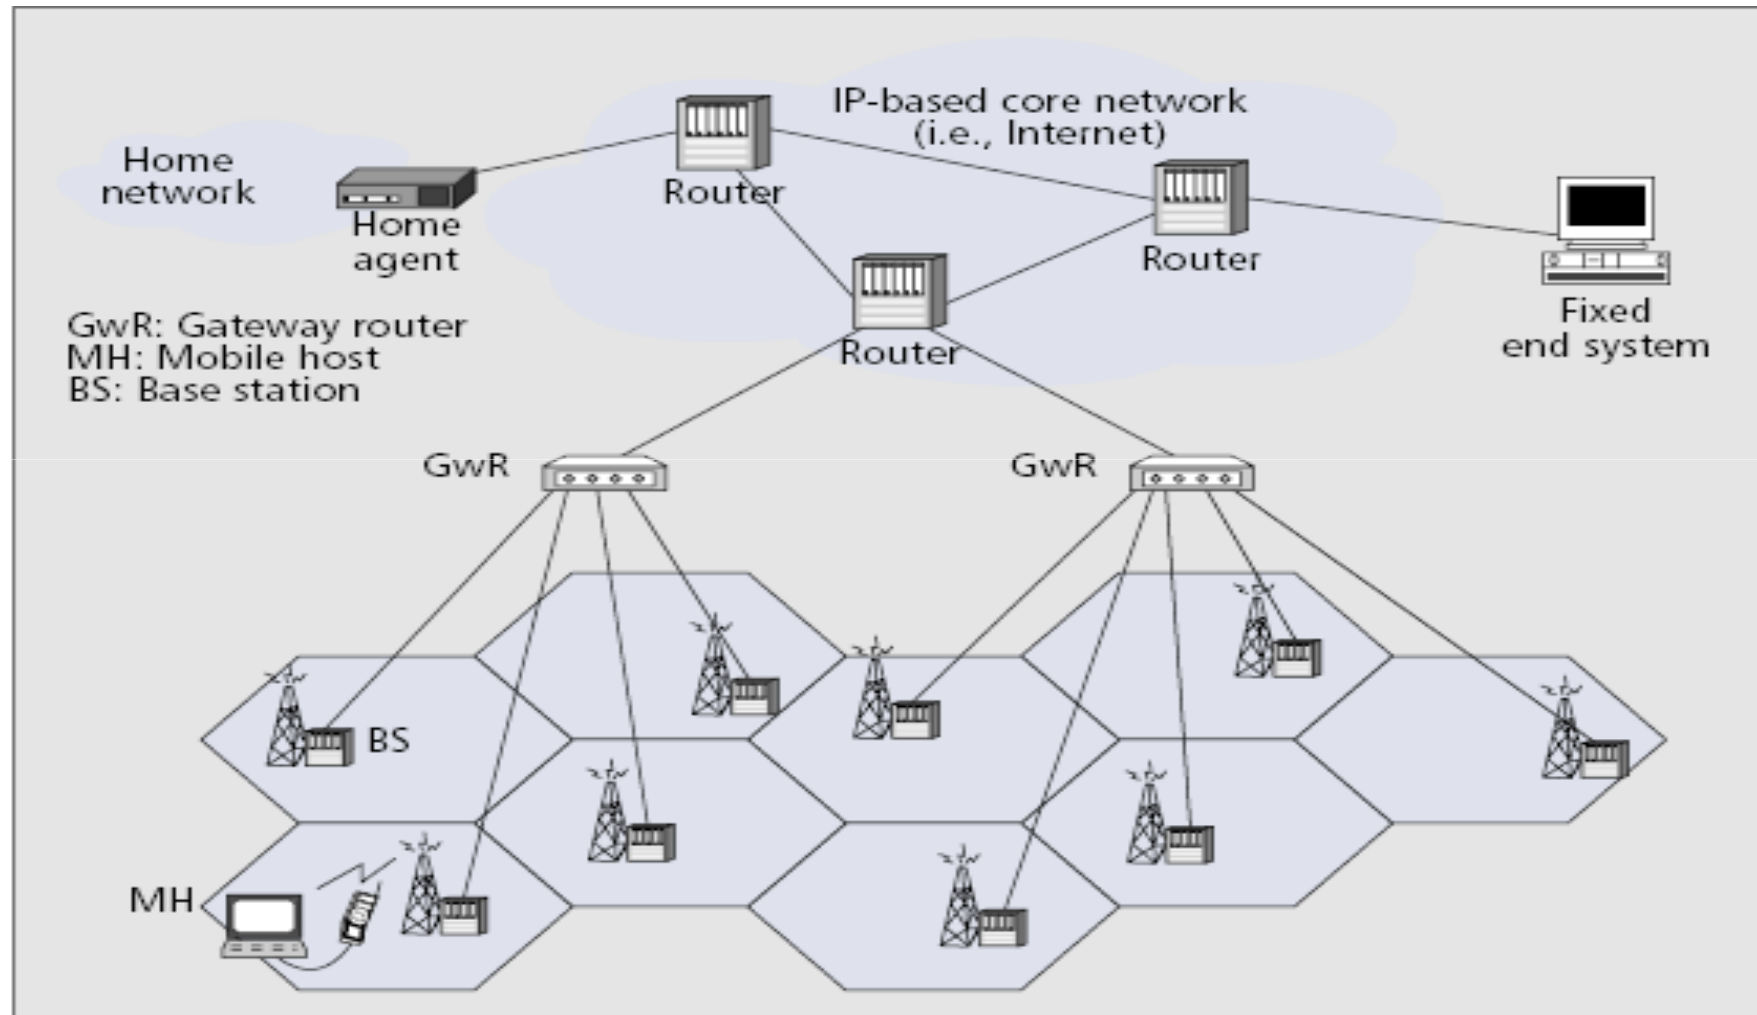 IP-based core network
(i.e., Internet)
Home
network
Router
Home
agent
Router
Fixed
end system
GwR: Gateway router
MH: Mobile host
BS: Base station
Router
GwR
GwR
BS
MH